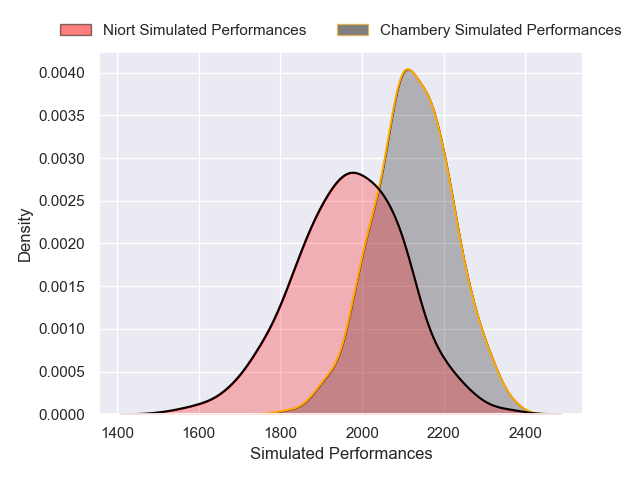 Niort Simulated Performances Chambery Simulated Performances
0.0040
0.0035
0.0030
0.0025
0.0020
0.0015
0.0010
0.0005
0.0000
Density
1400 1600 1800 2000 2200 2400
Simulated Performances